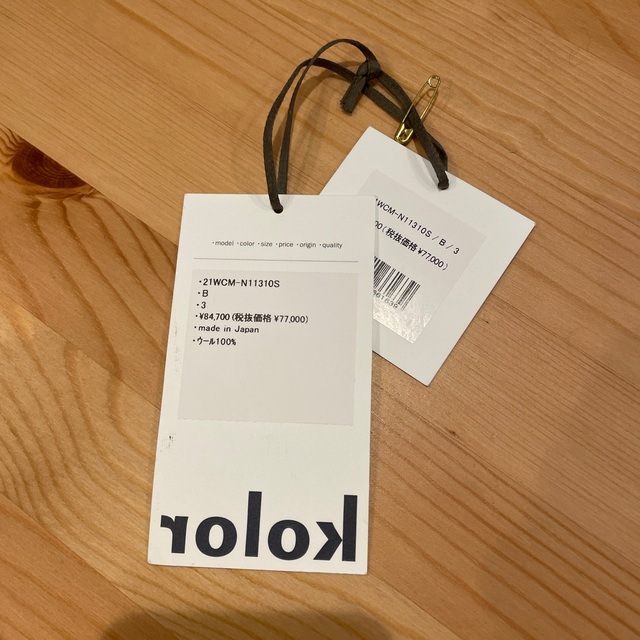 ·model ·color ·size ·price ·origin ·quality
·21WCM-N11310S
·B
·3
·¥84,700(税抜価格 ¥77,000)
·made in Japan
·ウール100%
kolor
1WCM-N11310S / B / 3
00(税抜価格 ¥77,000)